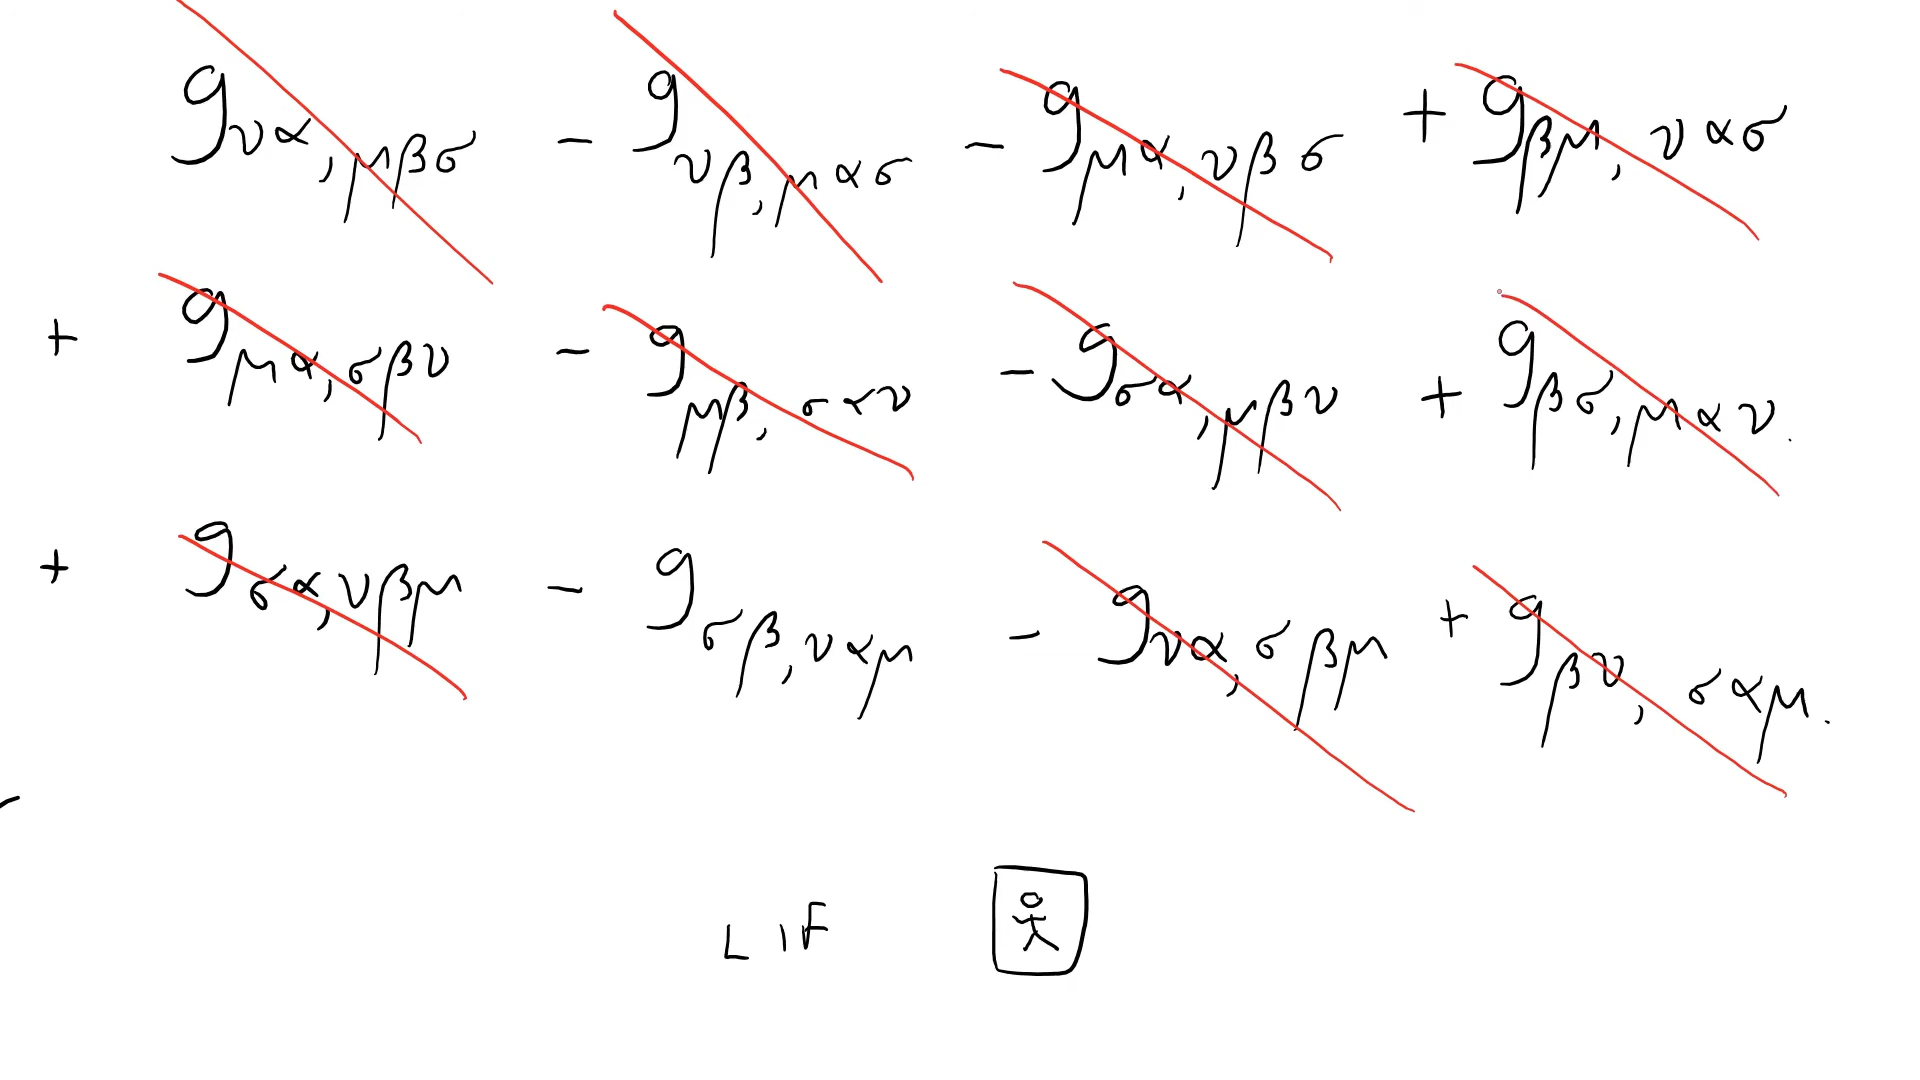 g_{να,μβσ} - g_{νβ,μασ} - g_{μα,νβσ} + g_{βμ,νασ}
+ g_{μα,σβν} - g_{μβ,σαν} - g_{σα,μβν} + g_{βσ,μαν}.
+ g_{σα,νβμ} - g_{σβ,ναμ} - g_{να,σβμ} + g_{βν,σαμ}.
LIF